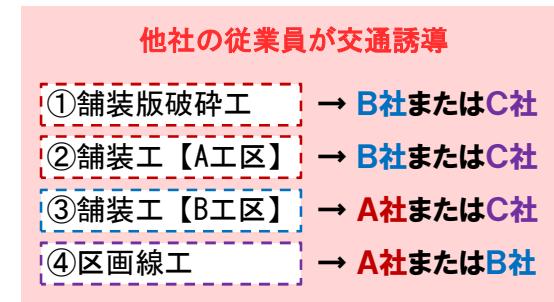 他社の従業員が交通誘導
①舗装版破砕工 → B社またはC社
②舗装工【A工区】 → B社またはC社
③舗装工【B工区】 → A社またはC社
④区画線工 → A社またはB社